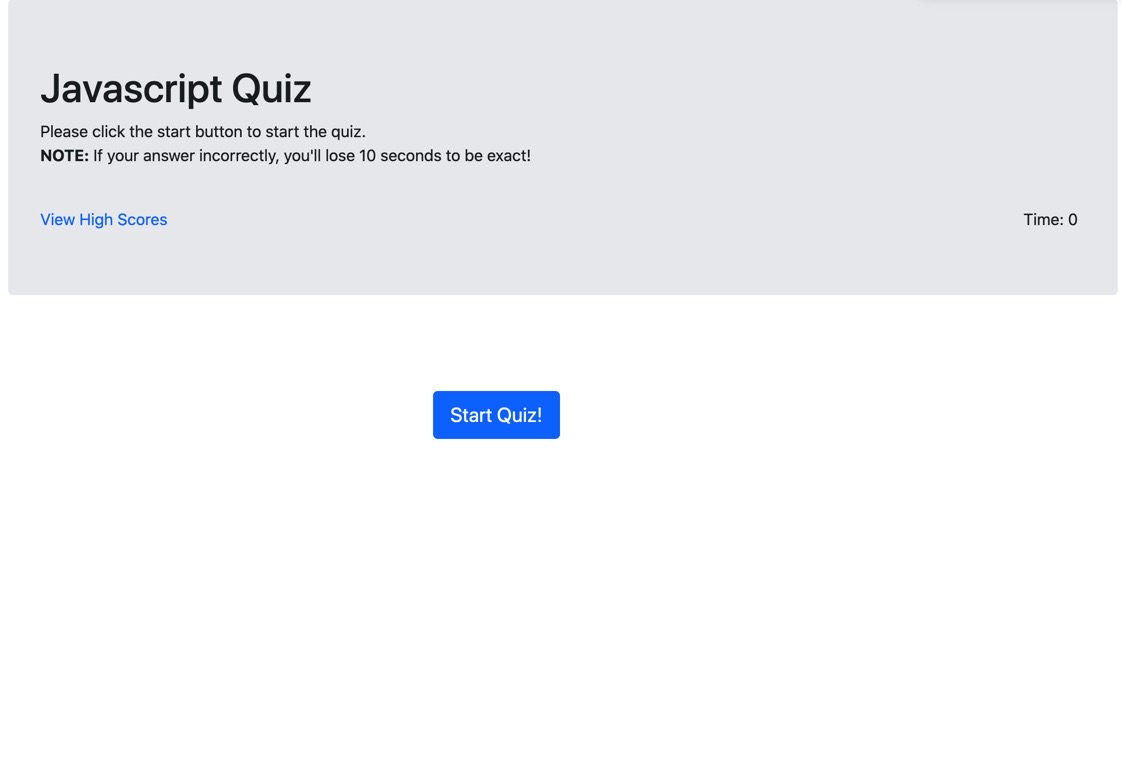 Javascript Quiz
Please click the start button to start the quiz.
NOTE: If your answer incorrectly, you'll lose 10 seconds to be exact!
View High Scores
Time: 0
Start Quiz!